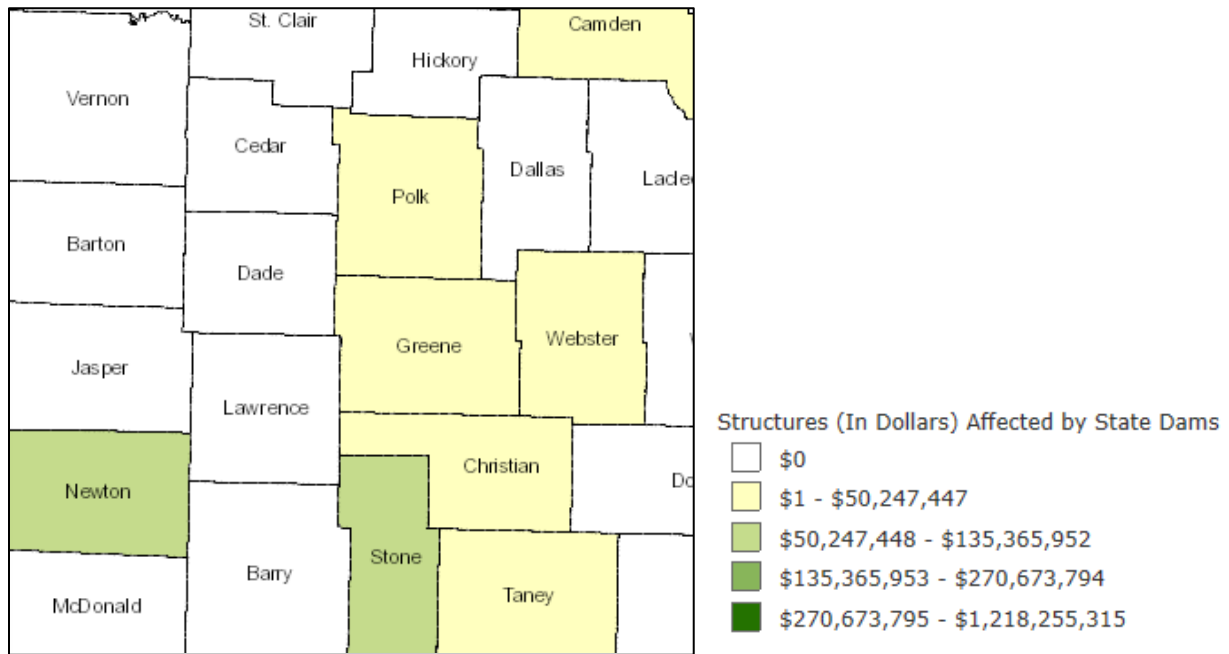 St. Clair
Camden
Hickory
Vernon
Cedar
Dallas
Lacle
Polk
Barton
Dade
Greene
Webster
Jasper
Lawrence
Christian
Newton
Do
Stone
Barry
Taney
McDonald
Structures (In Dollars) Affected by State Dams
$0
$1 - $50,247,447
$50,247,448 - $135,365,952
$135,365,953 - $270,673,794
$270,673,795 - $1,218,255,315